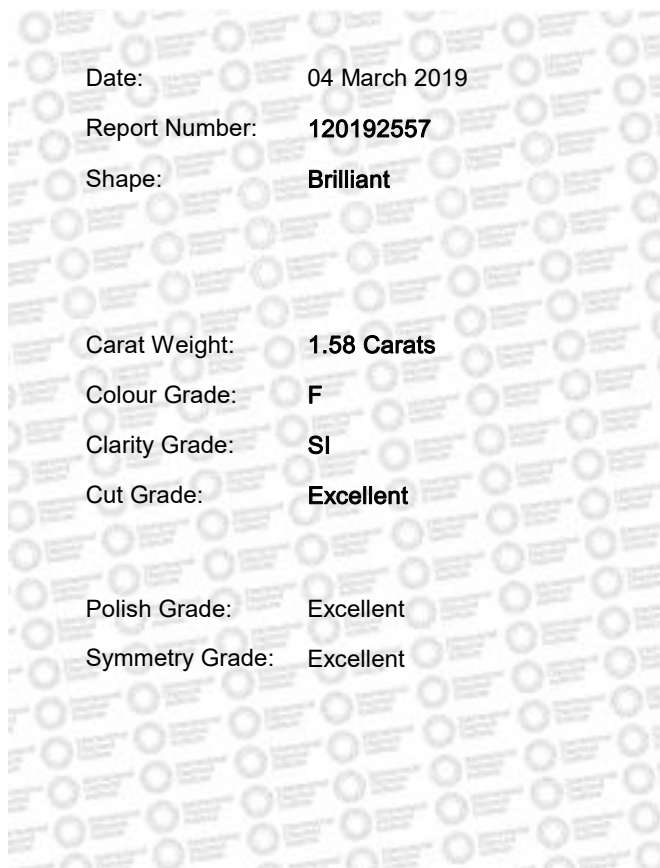 Date: 04 March 2019
Report Number: 120192557
Shape: Brilliant
Carat Weight: 1.58 Carats
Colour Grade: F
Clarity Grade: SI
Cut Grade: Excellent
Polish Grade: Excellent
Symmetry Grade: Excellent